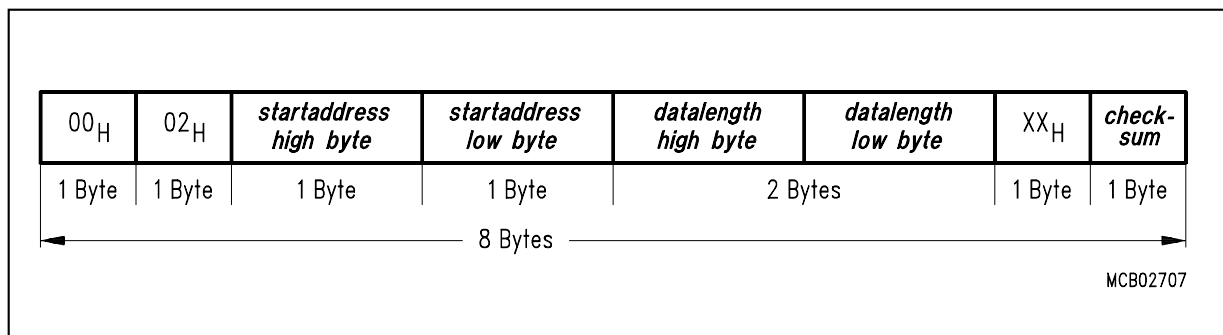 00H 02H startaddress high byte startaddress low byte datalength high byte datalength low byte XXH check-sum
1 Byte 1 Byte 1 Byte 1 Byte 2 Bytes 1 Byte 1 Byte
8 Bytes
MCB02707